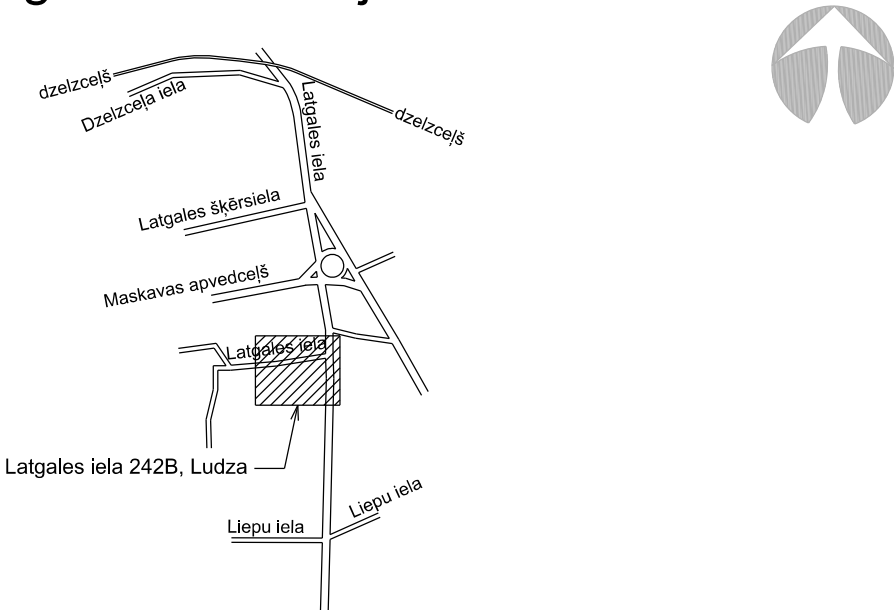 dzelzceļš
Dzelzceļa iela
Latgales iela
dzelzceļš
Latgales šķērsiela
Maskavas apvedceļš
Latgales iela
Latgales iela 242B, Ludza
Liepu iela
Liepu iela